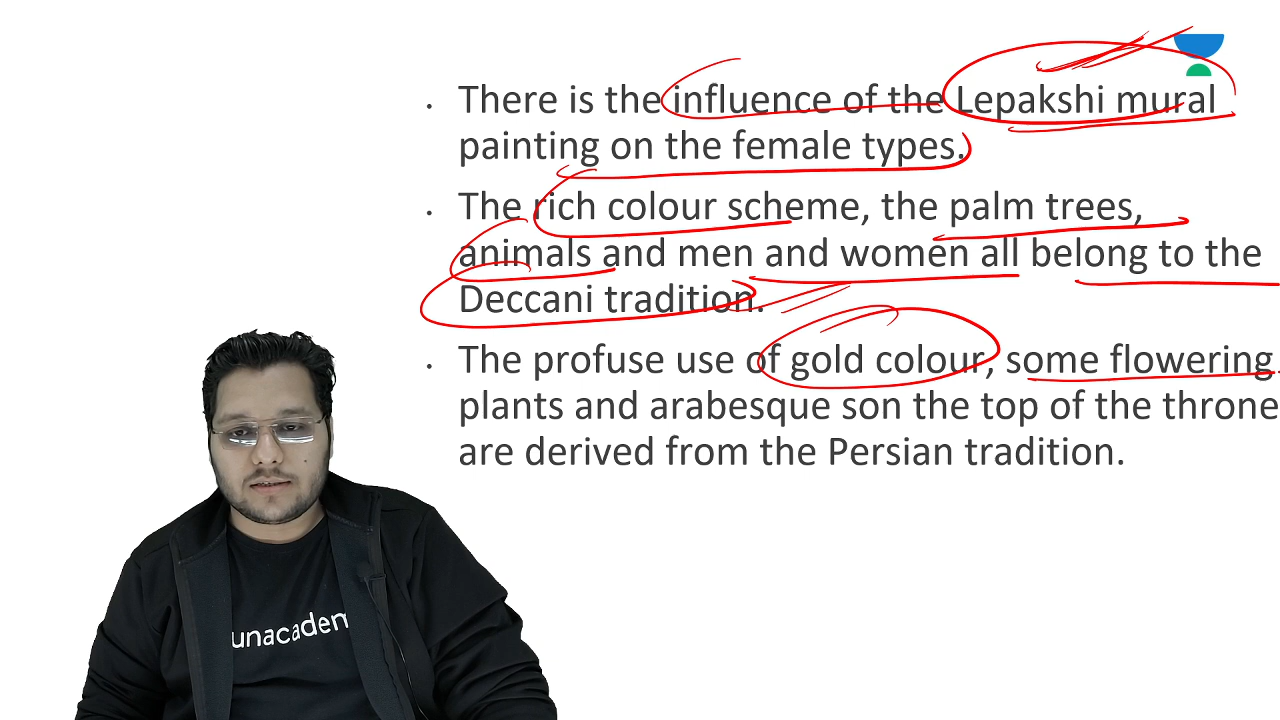 There is the influence of the Lepakshi mural
painting on the female types.
The rich colour scheme, the palm trees,
animals and men and women all belong to the
Deccani tradition.
The profuse use of gold colour, some flowering
plants and arabesque son the top of the throne
are derived from the Persian tradition.
unacadem